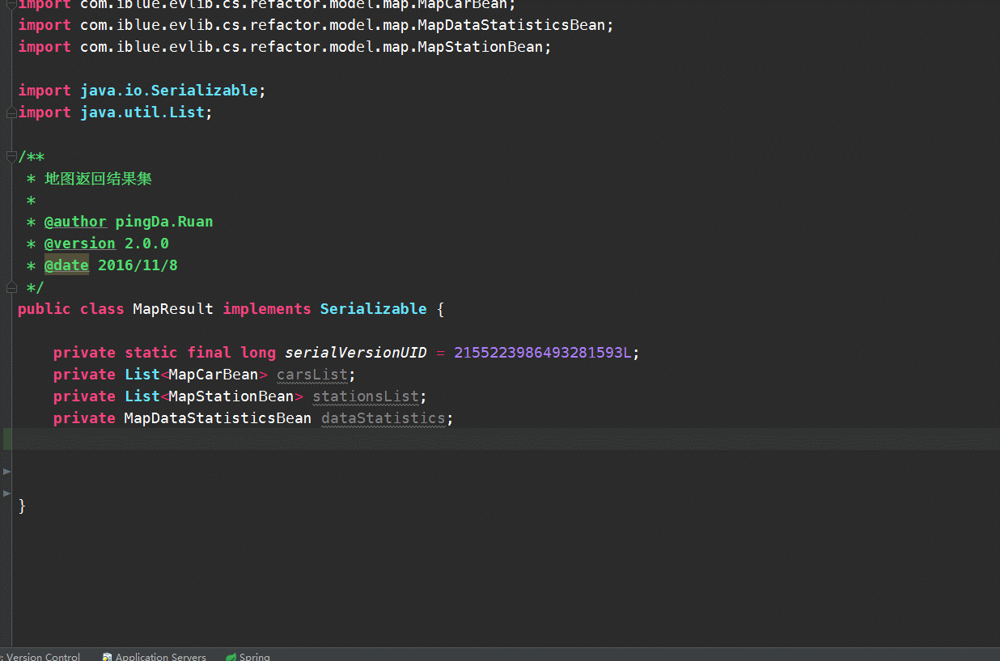 import com.iblue.evlib.cs.refactor.model.map.MapCarBean;
import com.iblue.evlib.cs.refactor.model.map.MapDataStatisticsBean;
import com.iblue.evlib.cs.refactor.model.map.MapStationBean;
import java.io.Serializable;
import java.util.List;
/**
* 地图返回结果集
*
* @author pingDa.Ruan
* @version 2.0.0
* @date 2016/11/8
*/
public class MapResult implements Serializable {
private static final long serialVersionUID = 2155223986493281593L;
private List<MapCarBean> carsList;
private List<MapStationBean> stationsList;
private MapDataStatisticsBean dataStatistics;
}
: Version Control Application Servers Spring